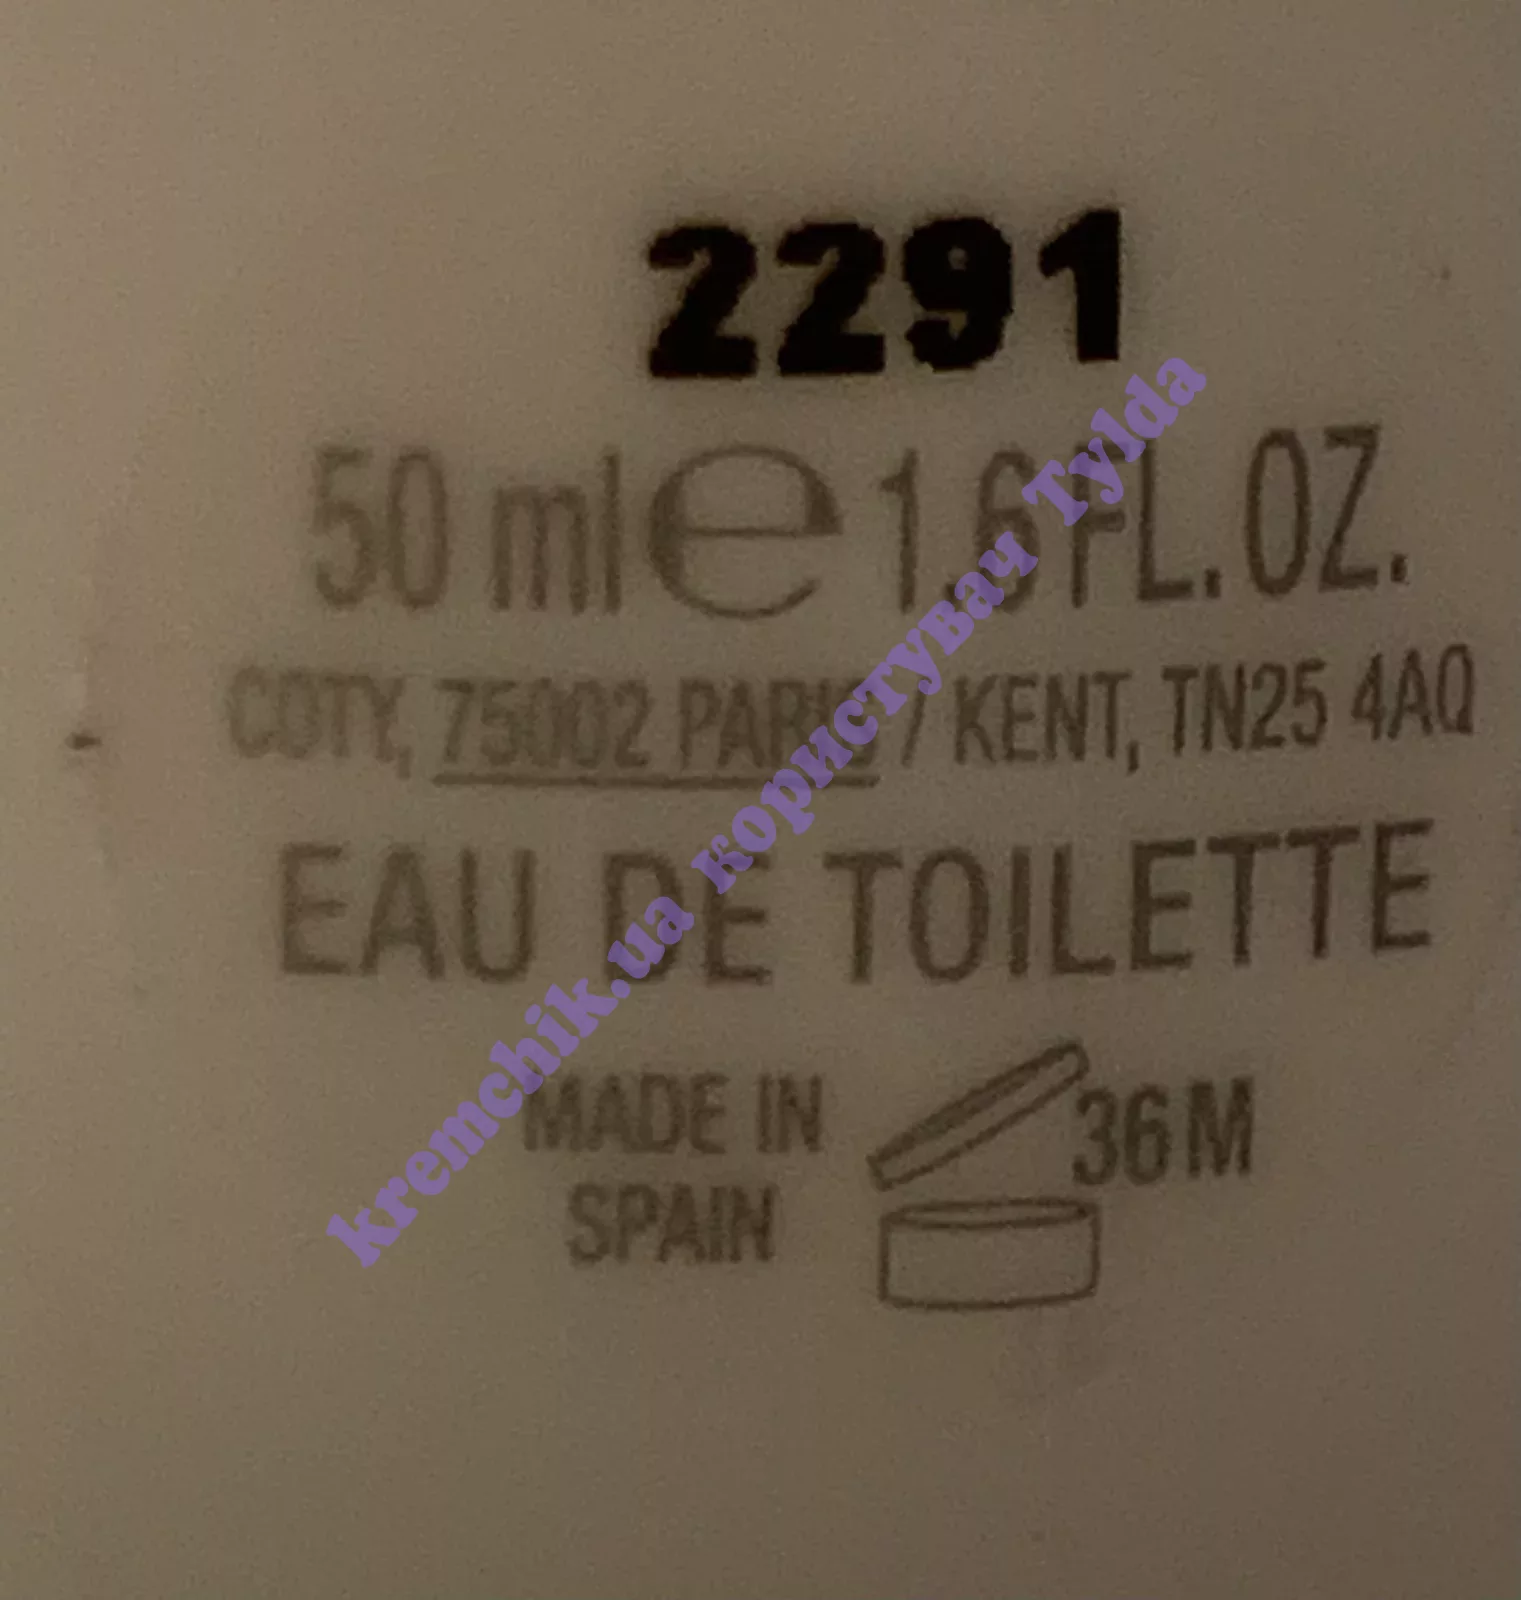 2291
50 ml e 1.6 FL. OZ.
COTY, 75002 PARIS / KENT, TN25 4AQ
EAU DE TOILETTE
MADE IN
SPAIN
36 M
kremchik.ua користувач Tylda